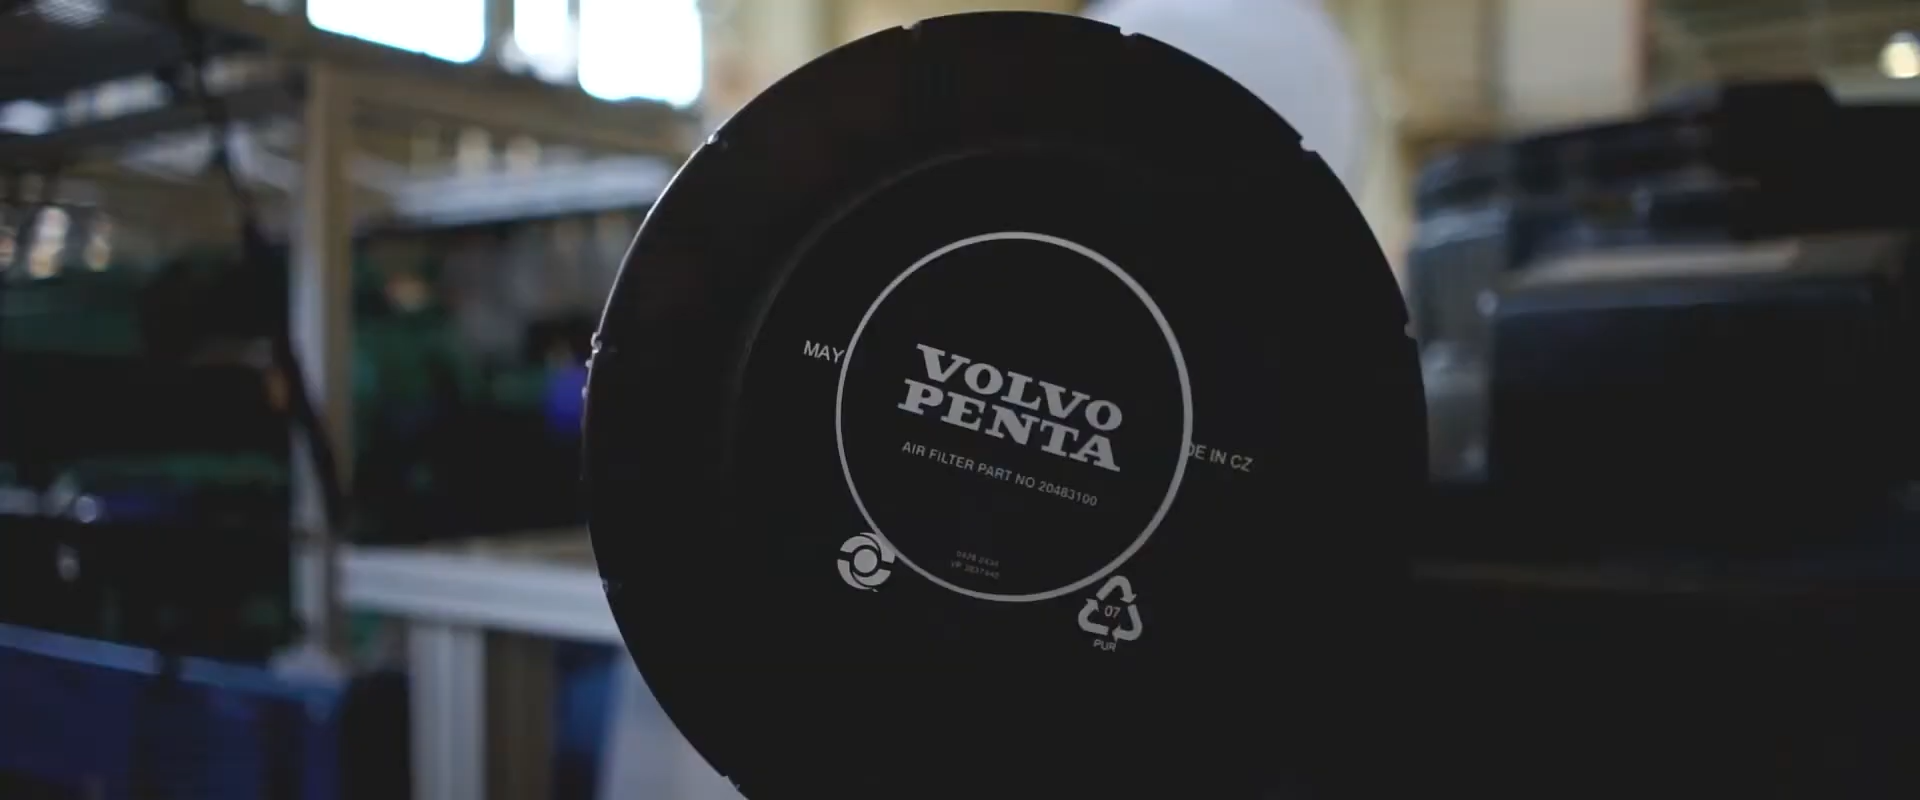 MAY
VOLVO
PENTA
AIR FILTER PART NO 20483100
DE IN CZ
07
PUR